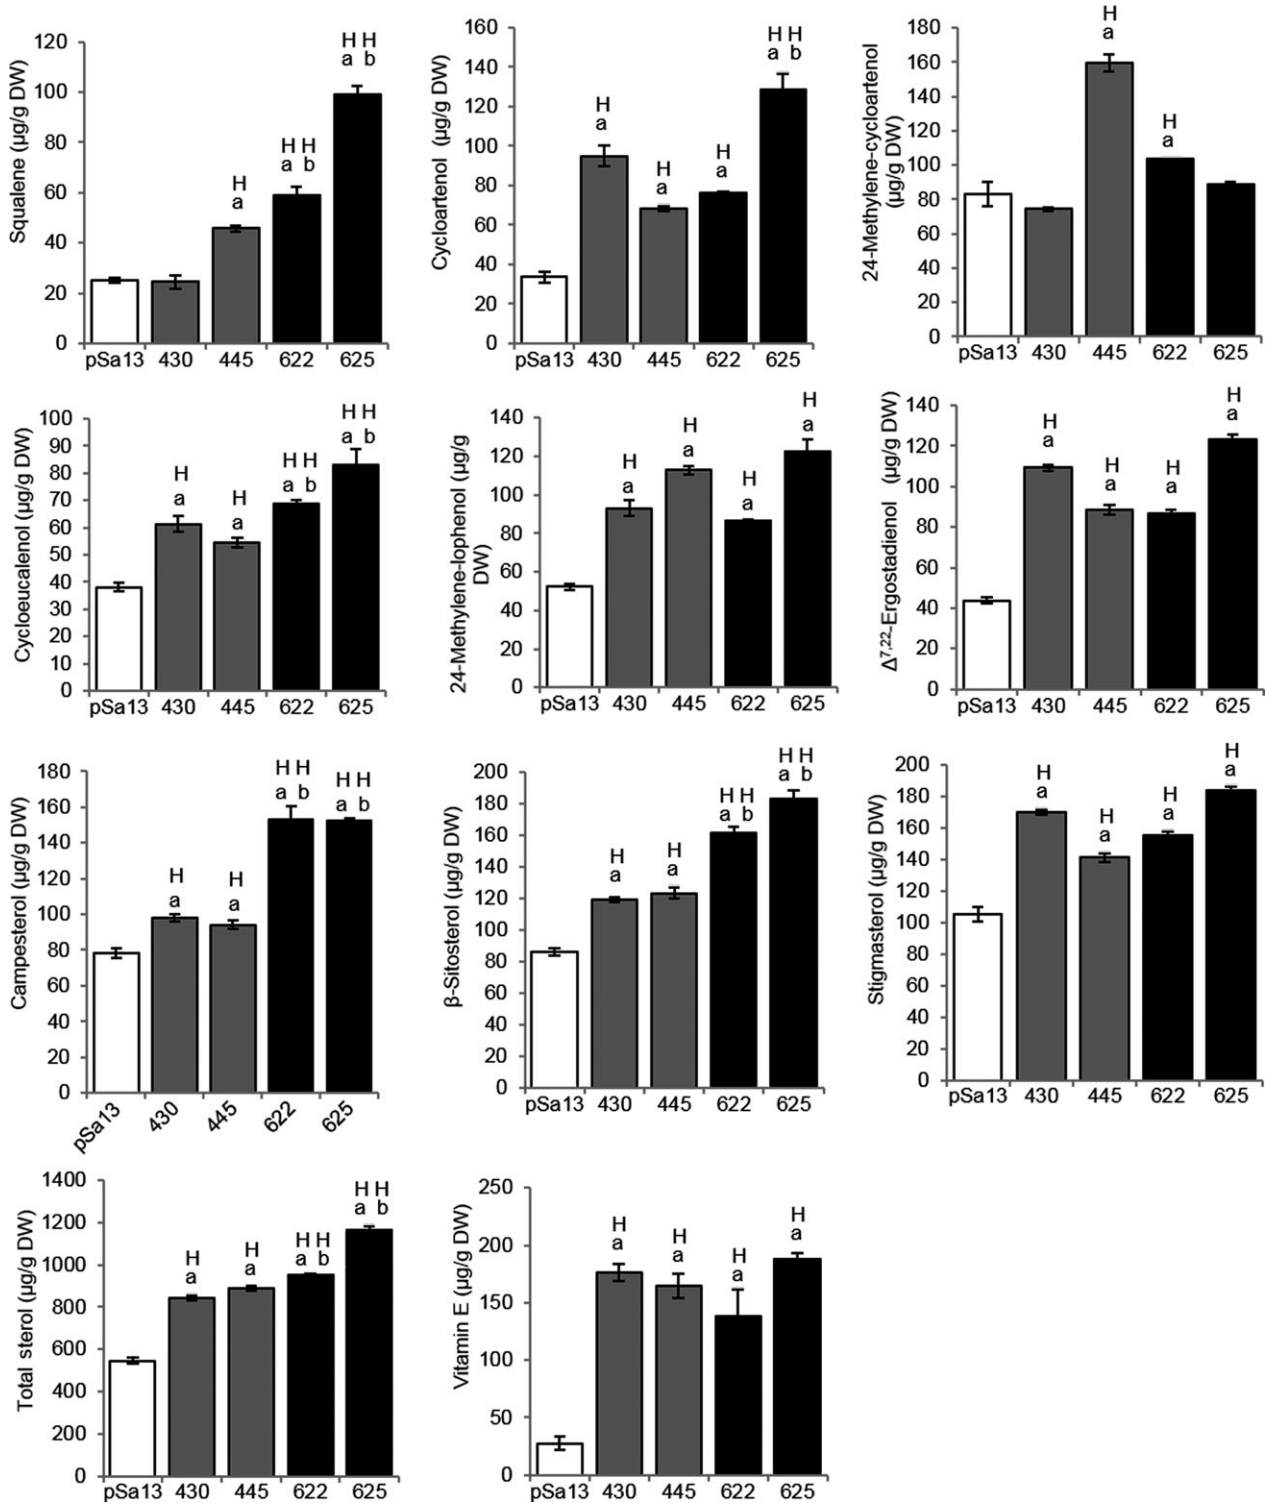 Squalene (µg/g DW)
120
100
80
60
40
20
0
H
a
H H
a b
H H
a b
pSa13 430 445 622 625
Cycloartenol (µg/g DW)
160
140
120
100
80
60
40
20
0
H
a
H
a
H
a
H H
a b
pSa13 430 445 622 625
24-Methylene-cycloartenol
(µg/g DW)
180
160
140
120
100
80
60
40
20
0
H
a
H
a
pSa13 430 445 622 625
Cycloeucalenol (µg/g DW)
100
90
80
70
60
50
40
30
20
10
0
H
a
H
a
H H
a b
H H
a b
pSa13 430 445 622 625
24-Methylene-lophenol (µg/g
DW)
140
120
100
80
60
40
20
0
H
a
H
a
H
a
H
a
pSa13 430 445 622 625
Δ7,22-Ergostadienol (µg/g DW)
140
120
100
80
60
40
20
0
H
a
H
a
H
a
H
a
pSa13 430 445 622 625
Campesterol (µg/g DW)
180
160
140
120
100
80
60
40
20
0
H
a
H
a
H H
a b
H H
a b
pSa13 430 445 622 625
β-Sitosterol (µg/g DW)
200
180
160
140
120
100
80
60
40
20
0
H
a
H
a
H H
a b
H H
a b
pSa13 430 445 622 625
Stigmasterol (µg/g DW)
200
180
160
140
120
100
80
60
40
20
0
H
a
H
a
H
a
H
a
pSa13 430 445 622 625
Total sterol (µg/g DW)
1400
1200
1000
800
600
400
200
0
H
a
H
a
H H
a b
H H
a b
pSa13 430 445 622 625
Vitamin E (µg/g DW)
250
200
150
100
50
0
H
a
H
a
H
a
H
a
pSa13 430 445 622 625